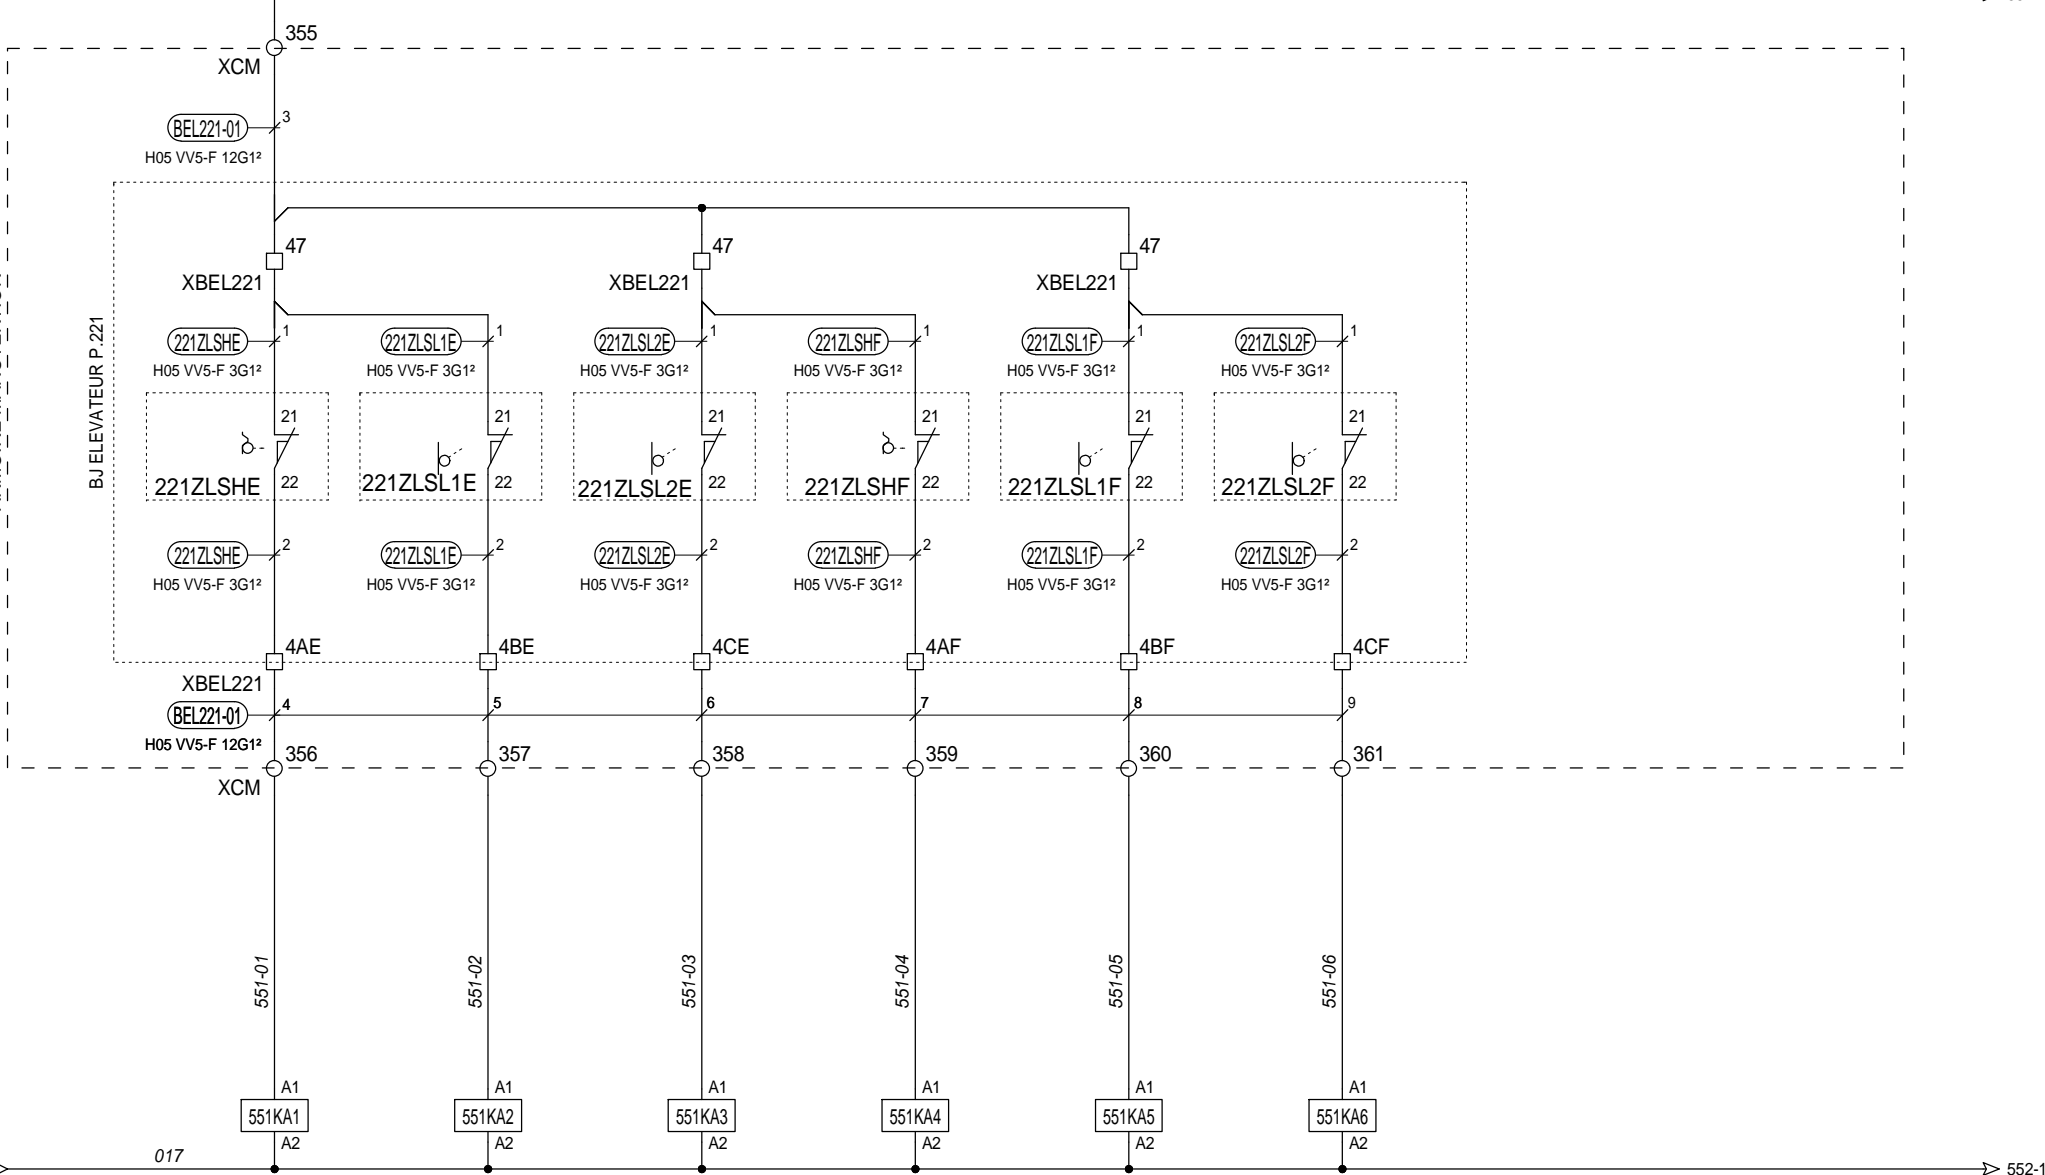 355
XCM
BEL221-01
3
H05 VV5-F 12G1²
47
47
47
XBEL221
XBEL221
XBEL221
BJ ELEVATEUR P.221
221ZLSHE
1
221ZLSL1E
1
221ZLSL2E
1
221ZLSHF
1
221ZLSL1F
1
221ZLSL2F
1
H05 VV5-F 3G1²
H05 VV5-F 3G1²
H05 VV5-F 3G1²
H05 VV5-F 3G1²
H05 VV5-F 3G1²
H05 VV5-F 3G1²
21
21
21
21
21
21
221ZLSHE
22
221ZLSL1E
22
221ZLSL2E
22
221ZLSHF
22
221ZLSL1F
22
221ZLSL2F
22
221ZLSHE
2
221ZLSL1E
2
221ZLSL2E
2
221ZLSHF
2
221ZLSL1F
2
221ZLSL2F
2
H05 VV5-F 3G1²
H05 VV5-F 3G1²
H05 VV5-F 3G1²
H05 VV5-F 3G1²
H05 VV5-F 3G1²
H05 VV5-F 3G1²
4AE
4BE
4CE
4AF
4BF
4CF
XBEL221
BEL221-01
4
5
6
7
8
9
H05 VV5-F 12G1²
356
357
358
359
360
361
XCM
551-01
551-02
551-03
551-04
551-05
551-06
A1
A1
A1
A1
A1
A1
551KA1
551KA2
551KA3
551KA4
551KA5
551KA6
A2
A2
A2
A2
A2
A2
017
552-1